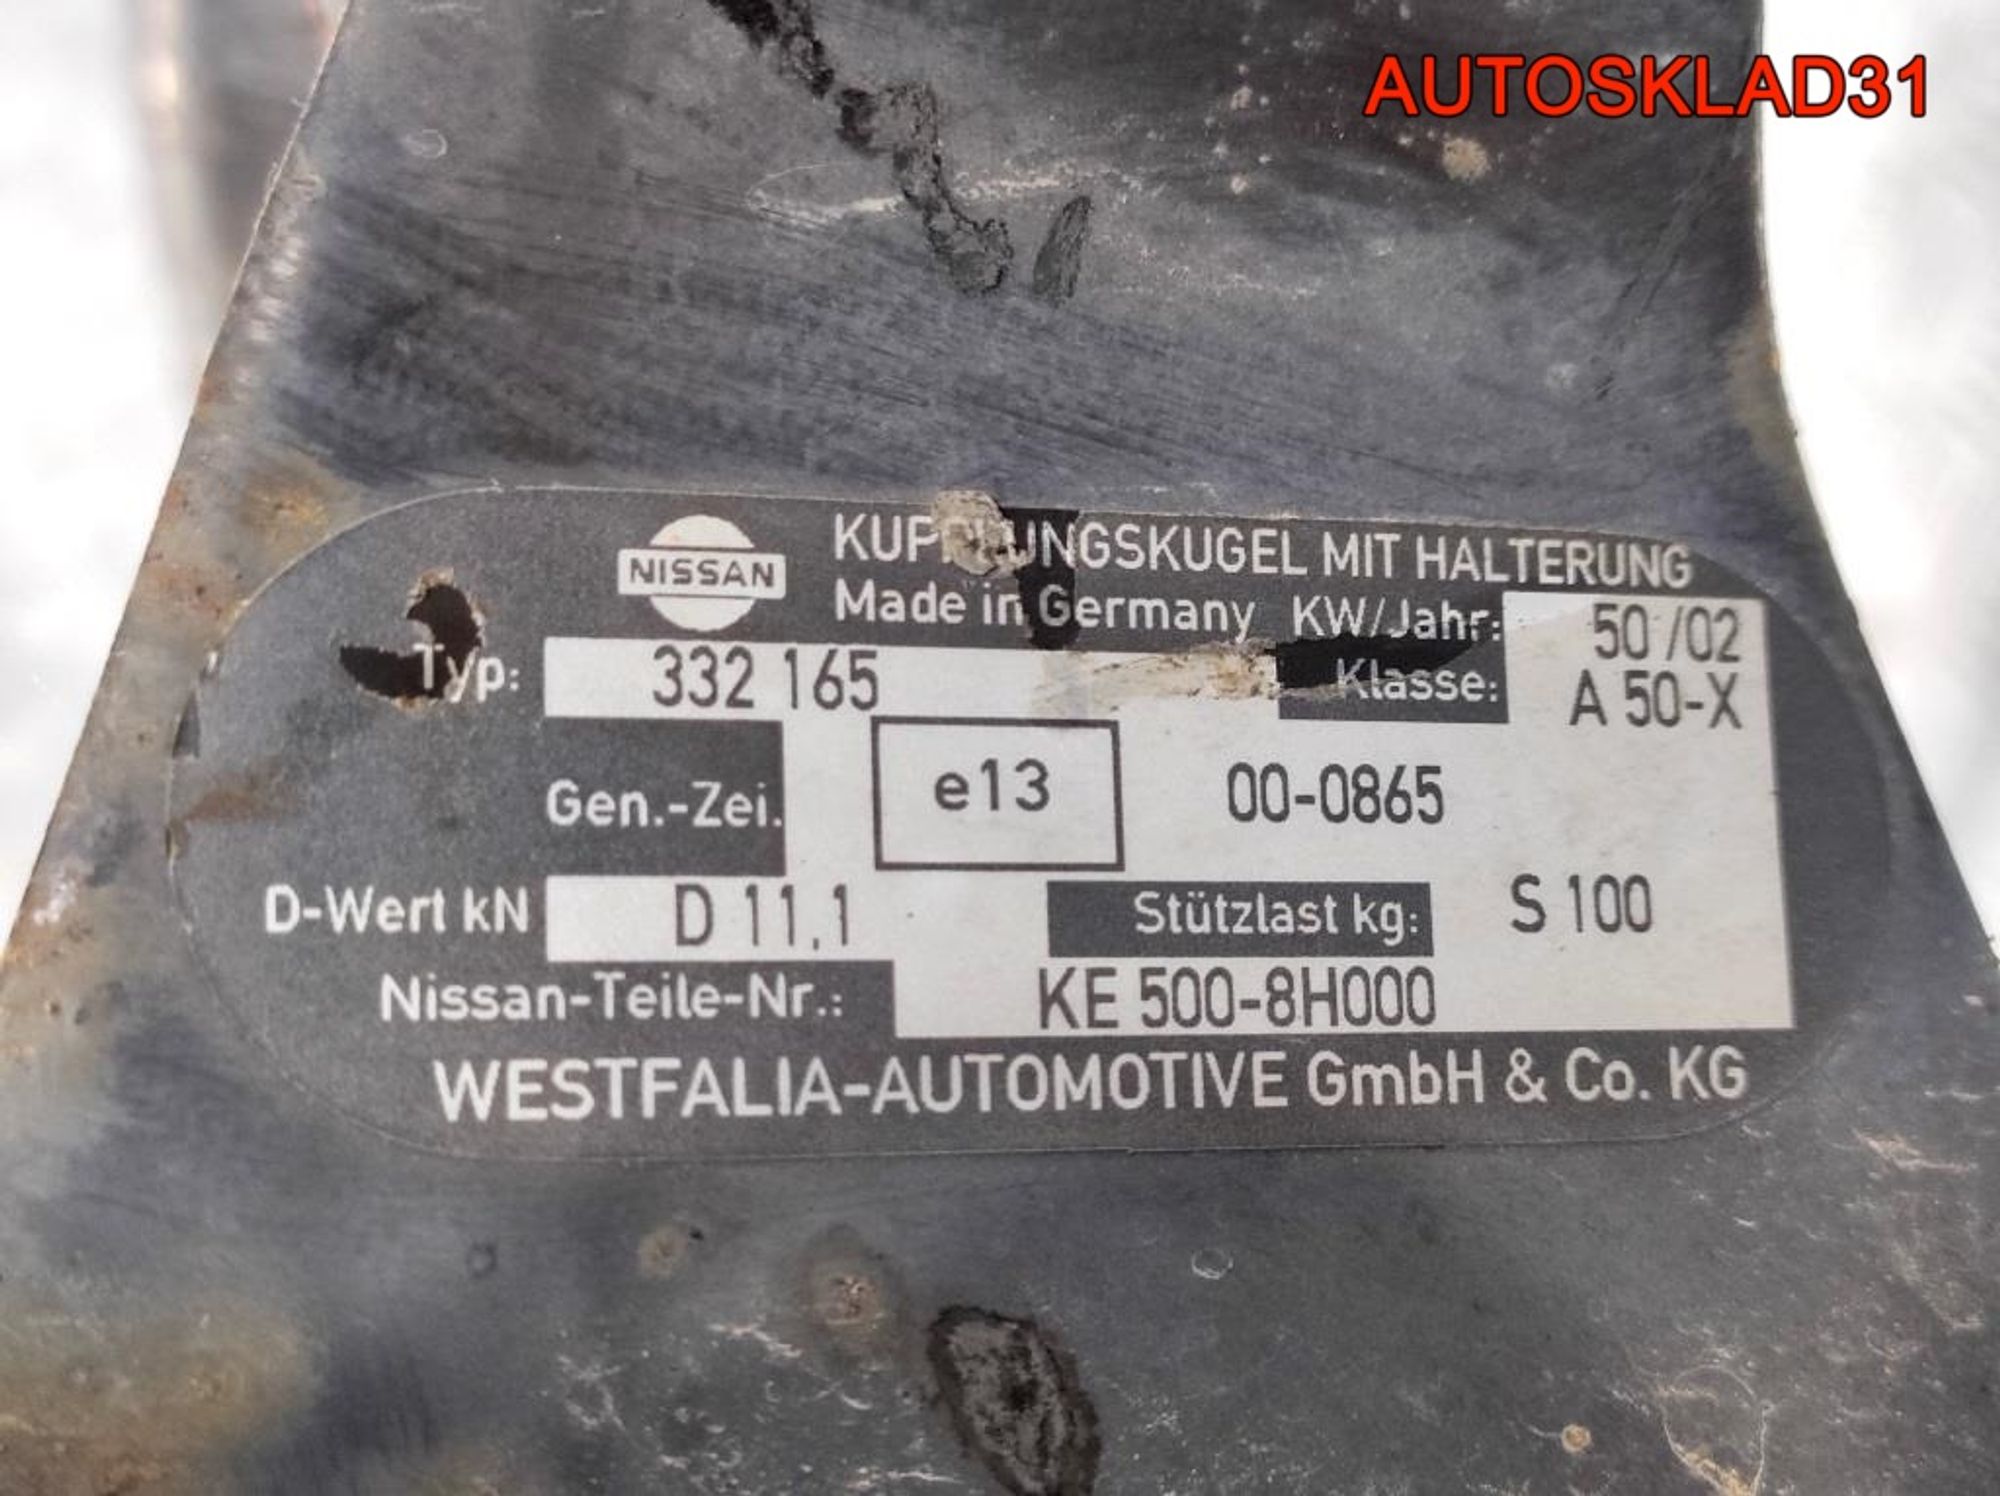 AUTOSKLAD31
NISSAN
KUPPLUNGSKUGEL MIT HALTERUNG
Made in Germany KW/Jahr: 50/02
Typ: 332 165 Klasse: A 50-X
Gen.-Zei. e13 00-0865
D-Wert kN D 11,1 Stützlast kg: S 100
Nissan-Teile-Nr.: KE 500-8H000
WESTFALIA-AUTOMOTIVE GmbH & Co. KG